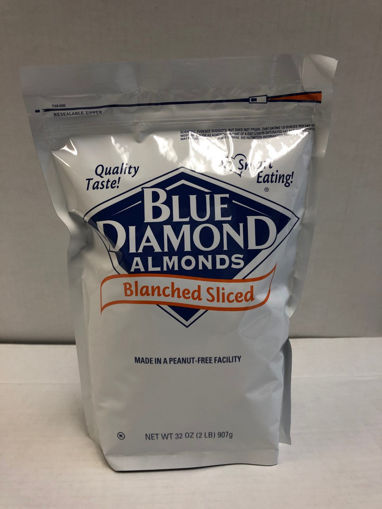 RESEALABLE ZIPPER
Quality
Taste!
Smart
Eating!
®
BLUE
DIAMOND
ALMONDS
Blanched Sliced
MADE IN A PEANUT-FREE FACILITY
NET WT 32 OZ (2 LB) 907g